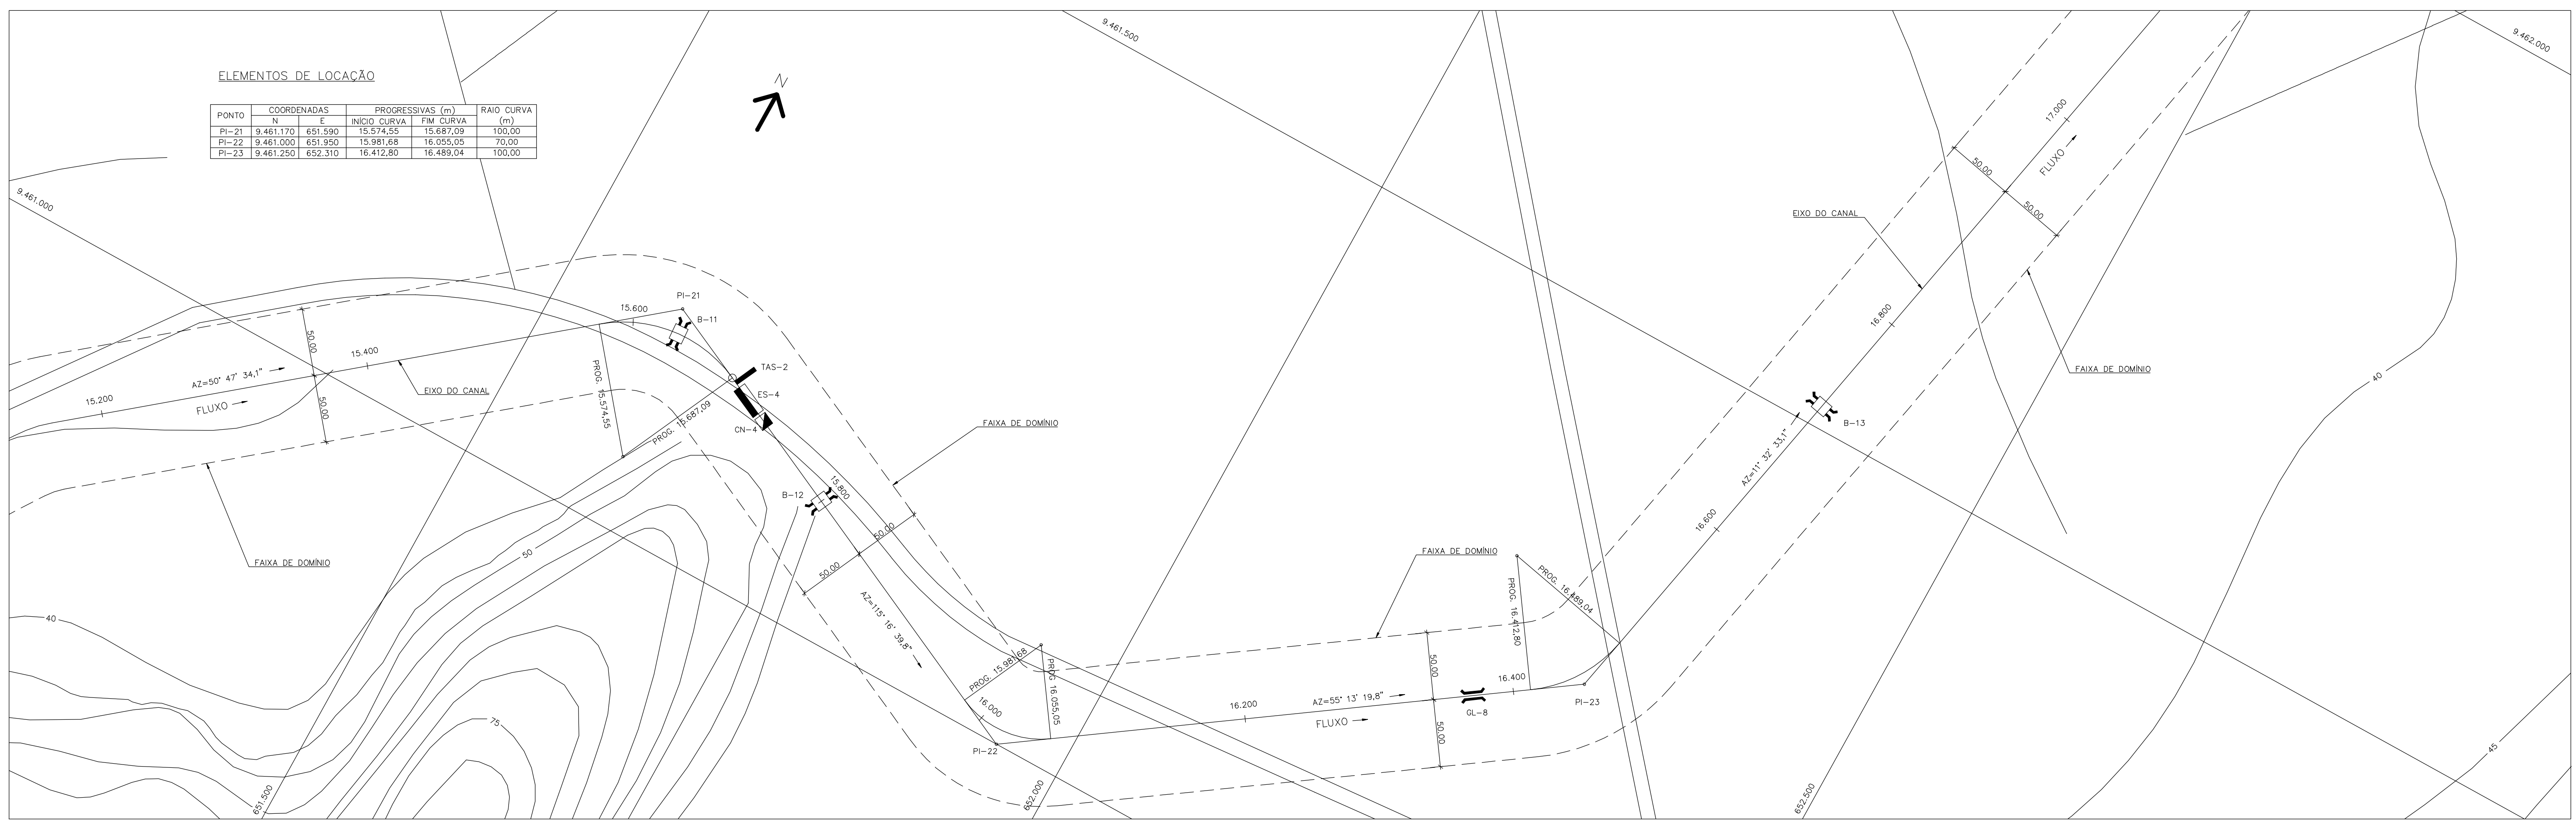 9.461.500
9.462.000
ELEMENTOS DE LOCAÇÃO
PONTO COORDENADAS PROGRESSIVAS (m) RAIO CURVA (m)
N E INÍCIO CURVA FIM CURVA
PI-21 9.461.170 651.590 15.574,55 15.687,09 100,00
PI-22 9.461.000 651.950 15.981,68 16.055,05 70,00
PI-23 9.461.250 652.310 16.412,80 16.489,04 100,00
N
9.461.000
17.000
FLUXO
50.00
50.00
EIXO DO CANAL
PI-21
15.600
B-11
50.00
15.400
AZ=50° 47' 34,1"
EIXO DO CANAL
15.200
FLUXO
50.00
PROG. 15.574,55
PROG. 15.687,09
TAS-2
ES-4
CN-4
FAIXA DE DOMÍNIO
16.800
FAIXA DE DOMÍNIO
B-13
AZ=11° 32' 33,1"
B-12
15.800
50.00
50.00
16.600
50
FAIXA DE DOMÍNIO
FAIXA DE DOMÍNIO
40
AZ=115° 16' 39,8"
PROG. 16.489,04
PROG. 16.412,80
40
PROG. 15.981,68
PROG 16.055,05
50.00
16.400
AZ=55° 13' 19,8"
16.200
16.000
FLUXO
GL-8
PI-23
50.00
PI-22
75
45
651.500
652.000
652.500